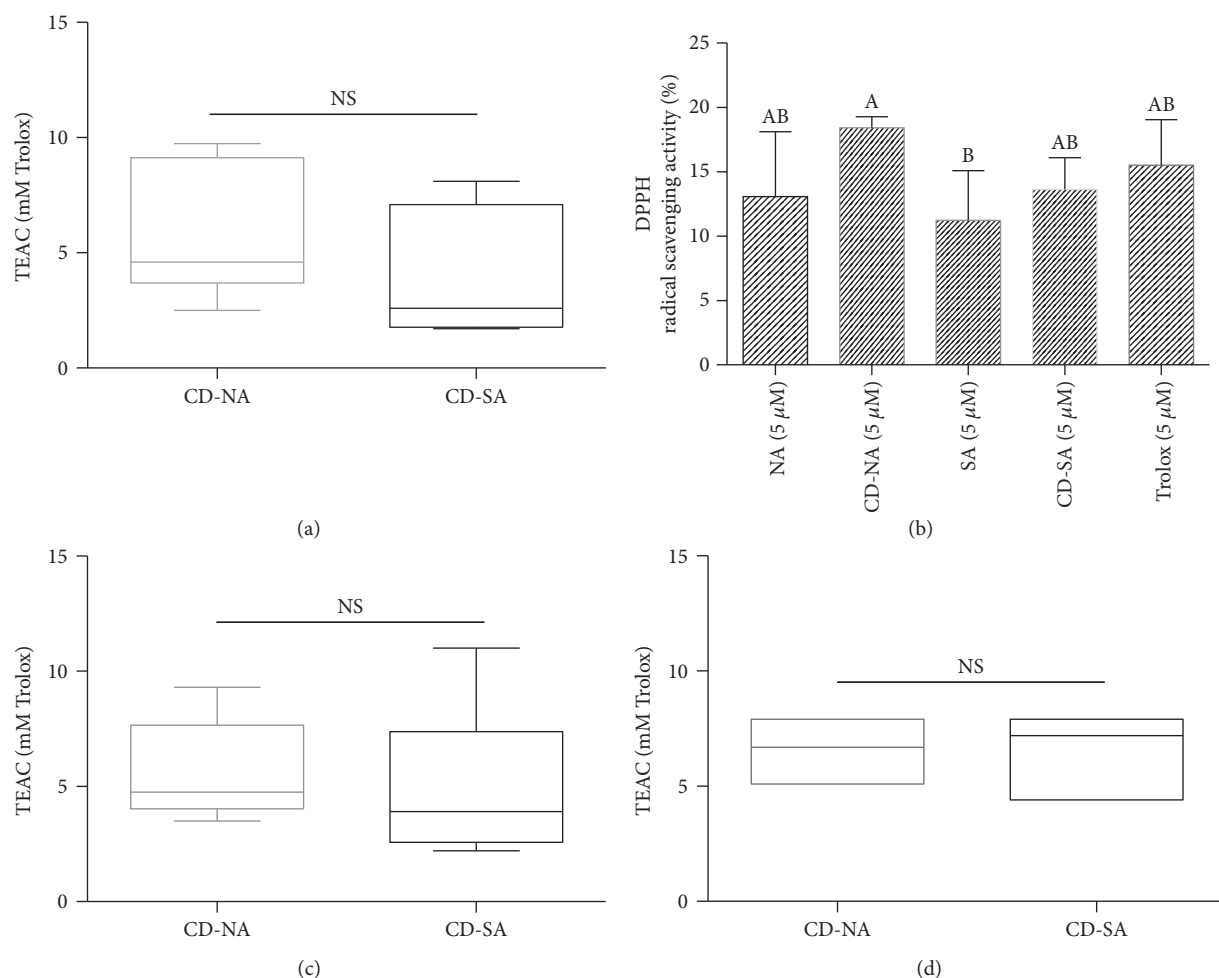 15
10
5
0
TEAC (mM Trolox)
NS
CD-NA
CD-SA
(a)
25
20
15
10
5
0
DPPH
radical scavenging activity (%)
AB
A
B
AB
AB
NA (5 μM)
CD-NA (5 μM)
SA (5 μM)
CD-SA (5 μM)
Trolox (5 μM)
(b)
15
10
5
0
TEAC (mM Trolox)
NS
CD-NA
CD-SA
(c)
15
10
5
0
TEAC (mM Trolox)
NS
CD-NA
CD-SA
(d)